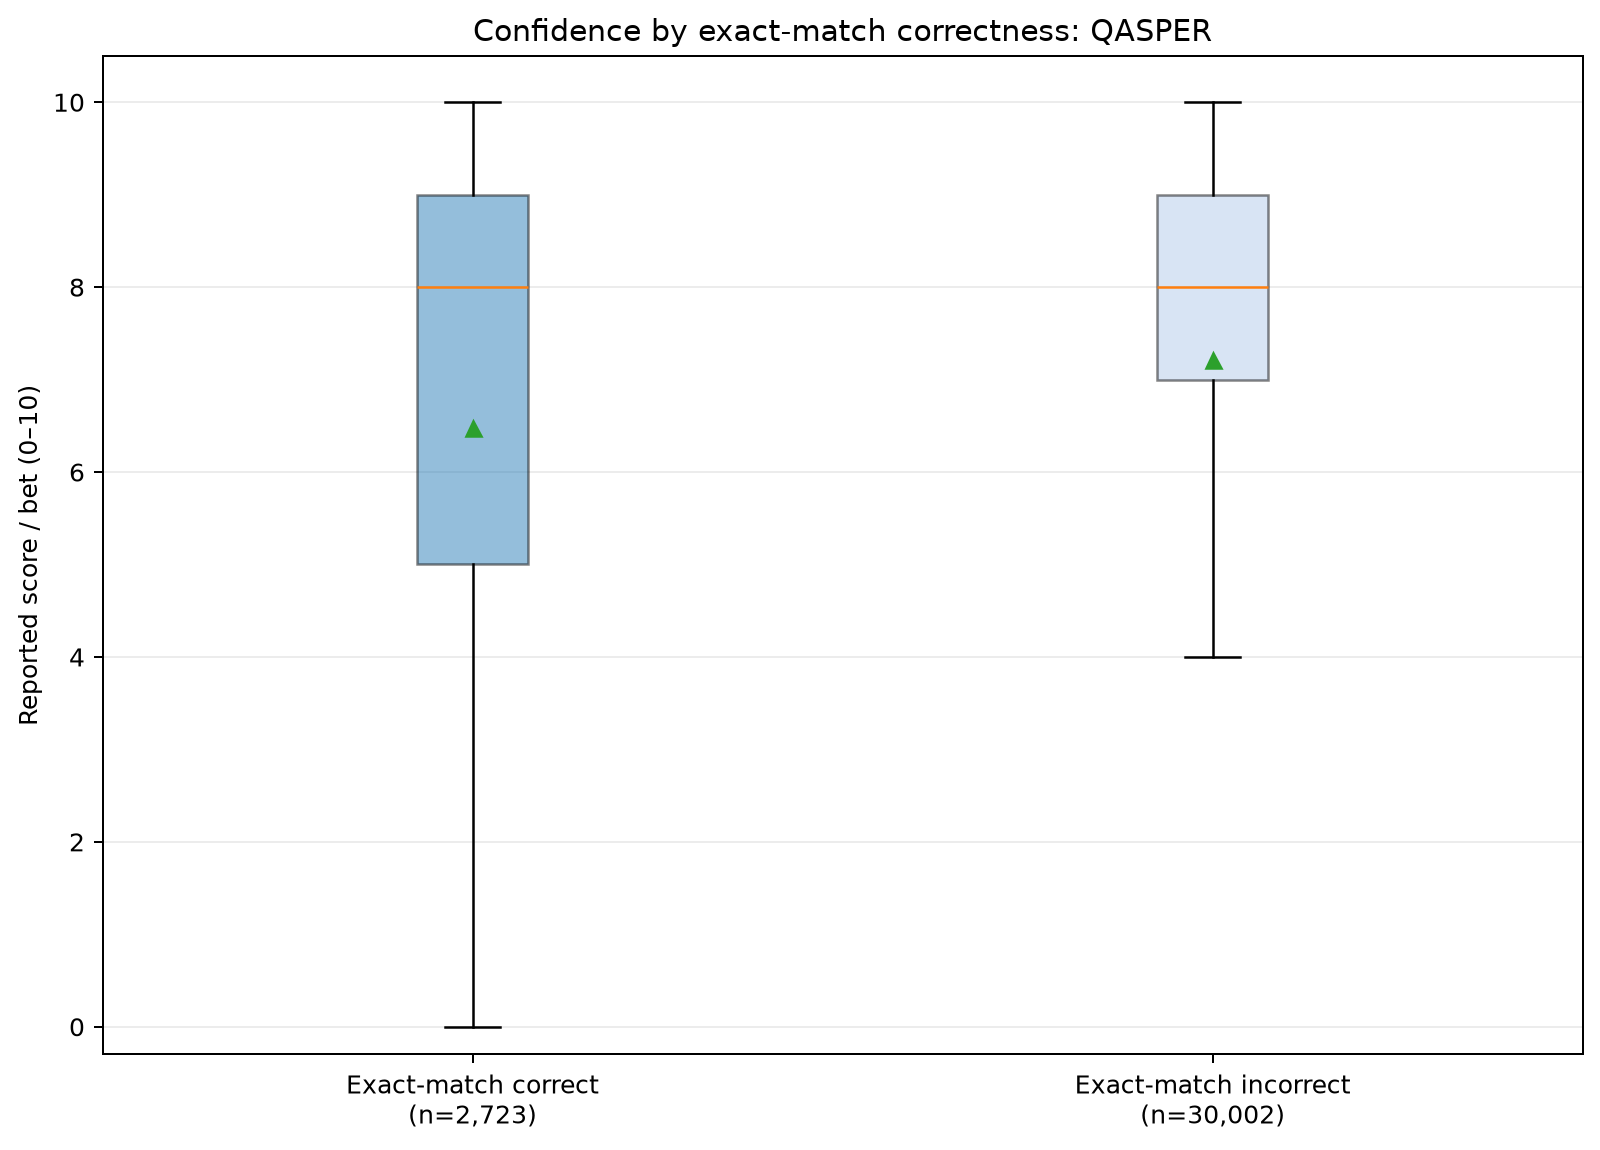 Confidence by exact-match correctness: QASPER
Reported score / bet (0–10)
10
8
6
4
2
0
Exact-match correct
(n=2,723)
Exact-match incorrect
(n=30,002)